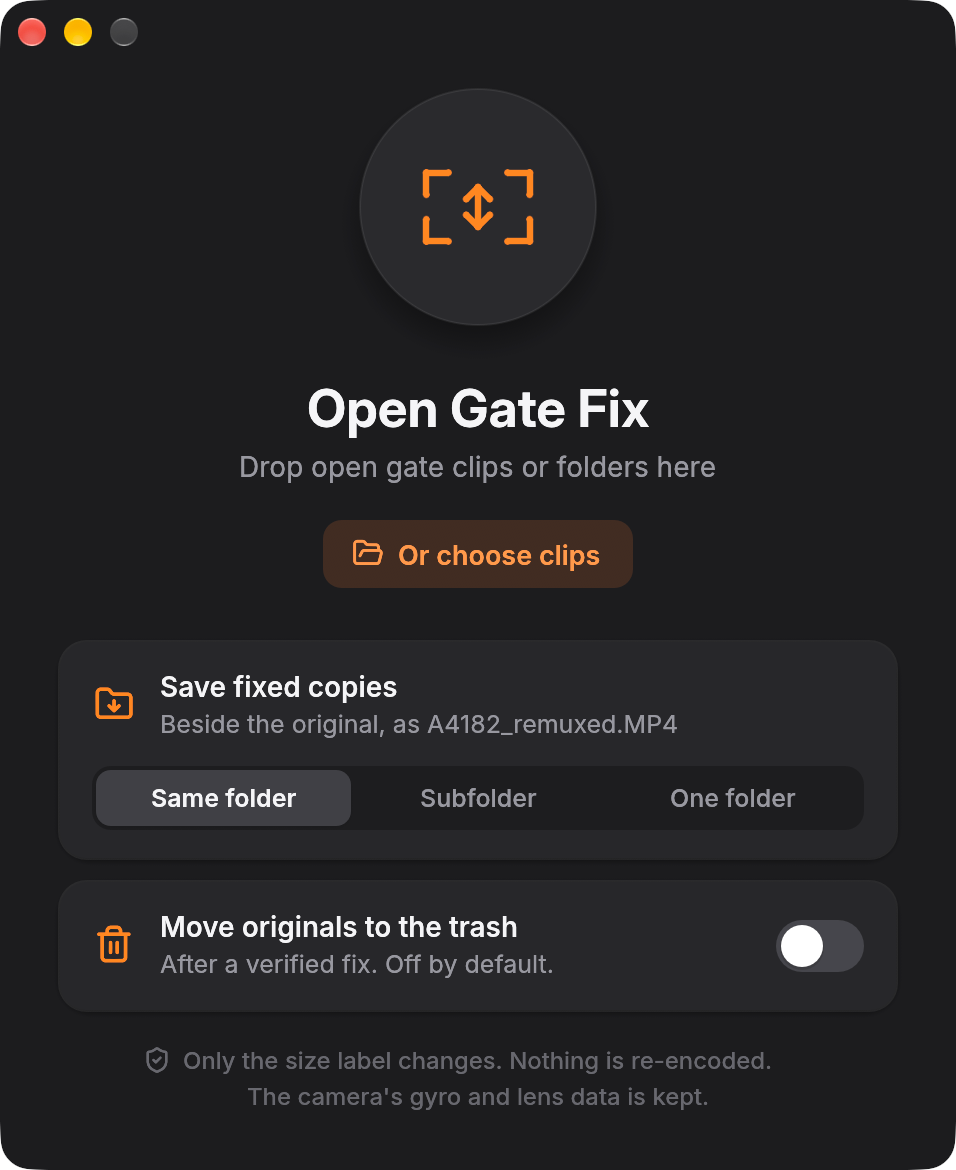 Open Gate Fix
Drop open gate clips or folders here
Or choose clips
Save fixed copies
Beside the original, as A4182_remuxed.MP4
Same folder
Subfolder
One folder
Move originals to the trash
After a verified fix. Off by default.
Only the size label changes. Nothing is re-encoded.
The camera's gyro and lens data is kept.